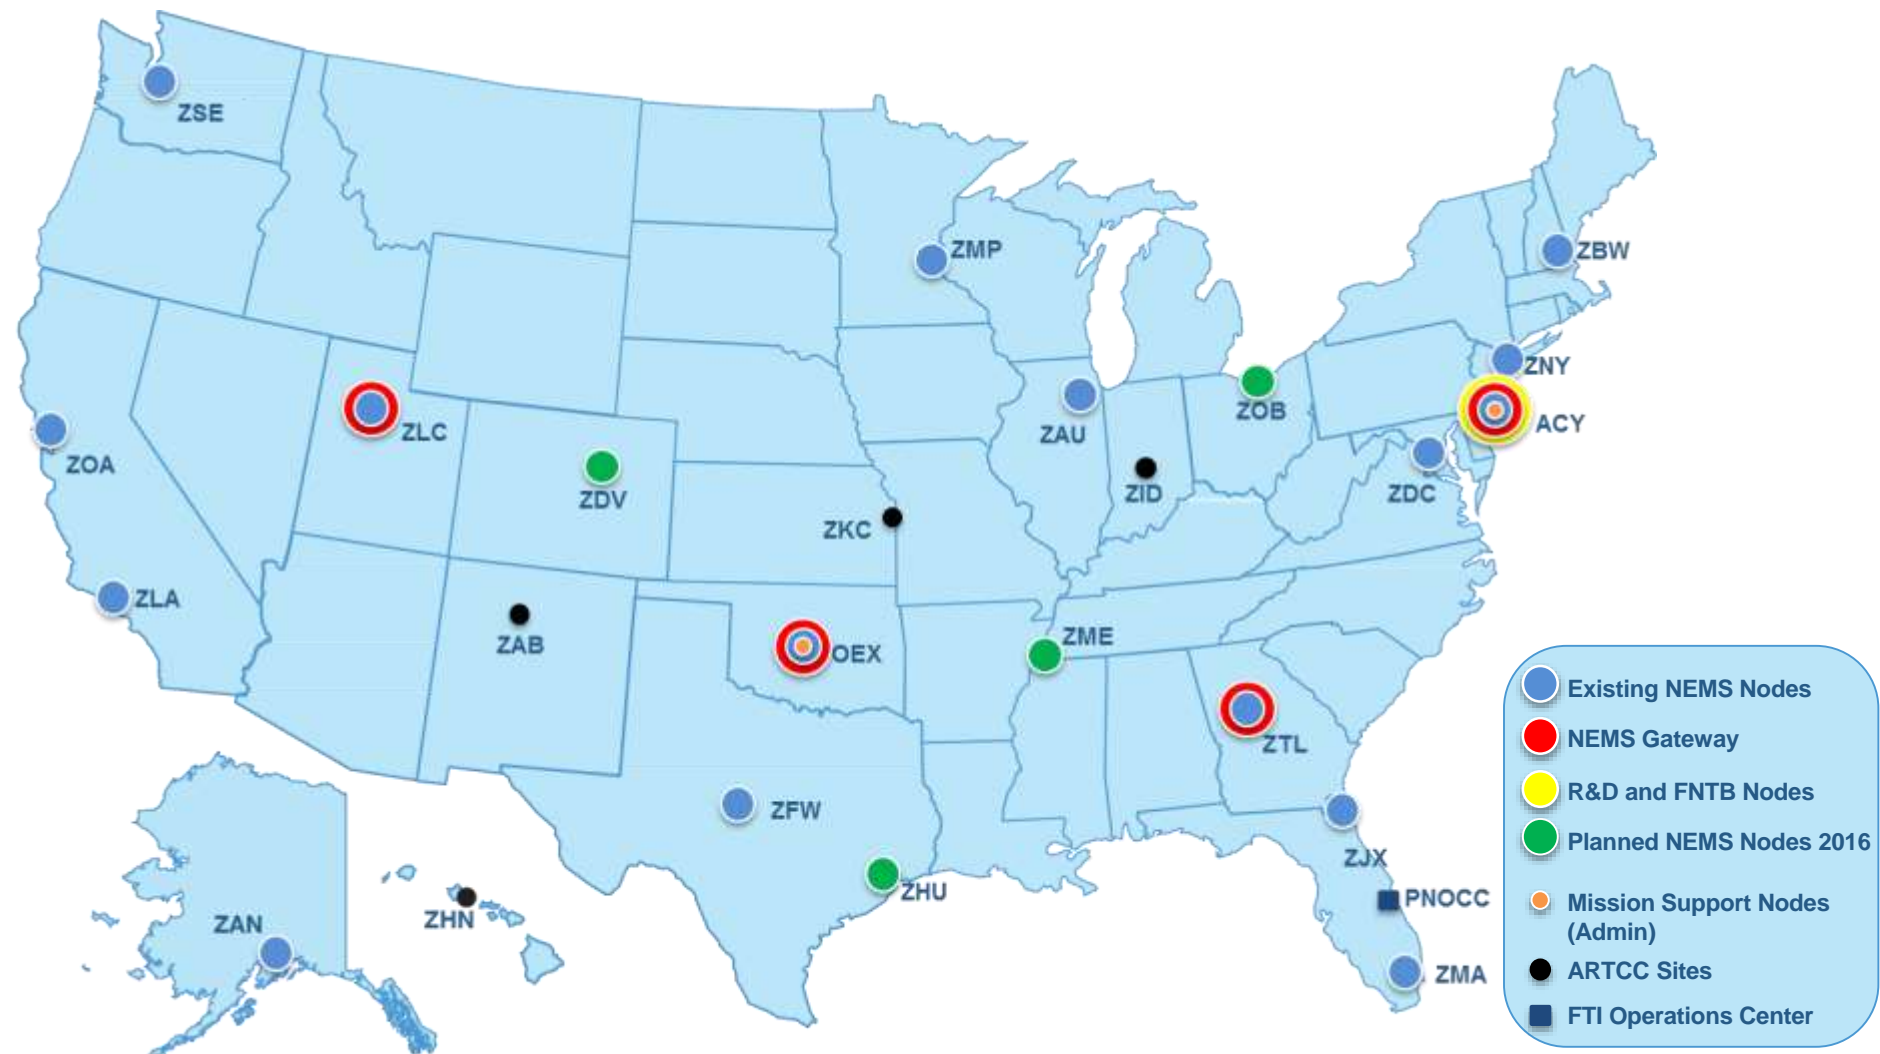 ZSE
ZMP
ZBW
ZNY
ZOB
ACY
ZLC
ZAU
ZOA
ZDV
ZID
ZDC
ZKC
ZLA
ZME
ZAB
OEX
ZTL
ZFW
ZJX
ZHU
PNOCC
ZHN
ZAN
ZMA
Existing NEMS Nodes
NEMS Gateway
R&D and FNTB Nodes
Planned NEMS Nodes 2016
Mission Support Nodes
(Admin)
ARTCC Sites
FTI Operations Center